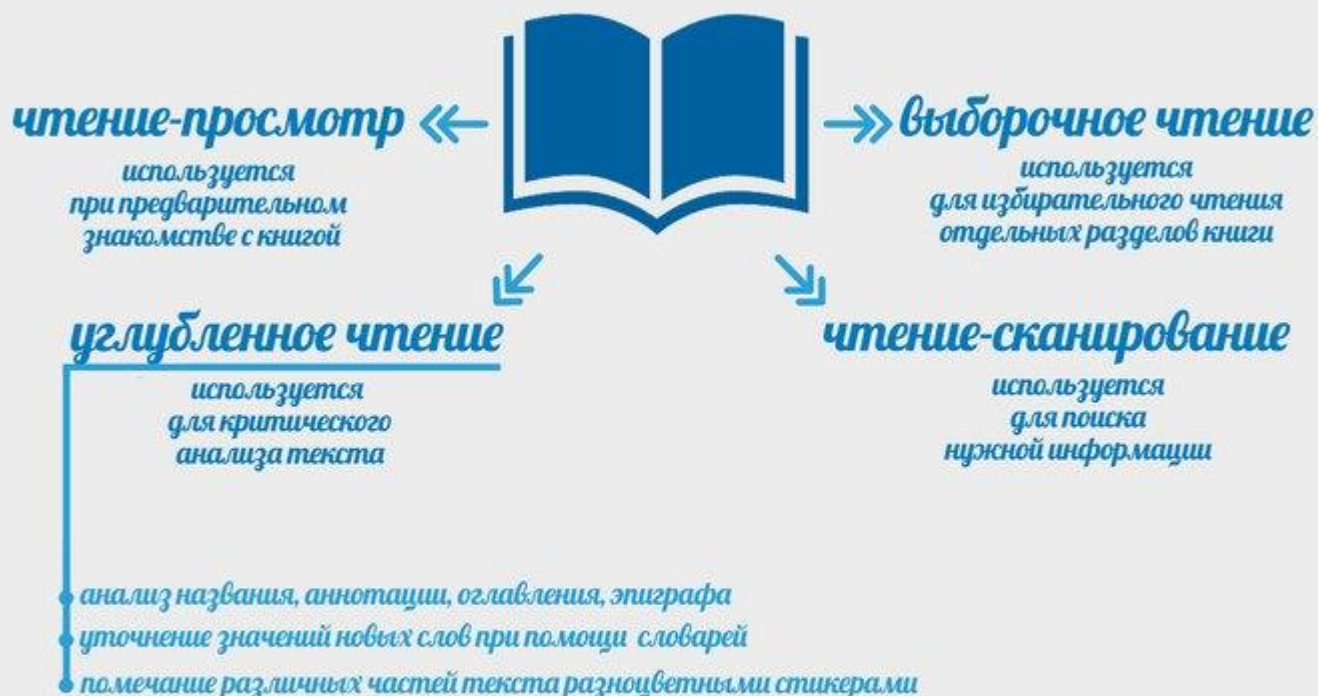 чтение-просмотр
используется
при предварительном
знакомстве с книгой
выборочное чтение
используется
для избирательного чтения
отдельных разделов книги
углубленное чтение
используется
для критического
анализа текста
чтение-сканирование
используется
для поиска
нужной информации
анализ названия, аннотации, оглавления, эпиграфа
уточнение значений новых слов при помощи словарей
помечание различных частей текста разноцветными стикерами